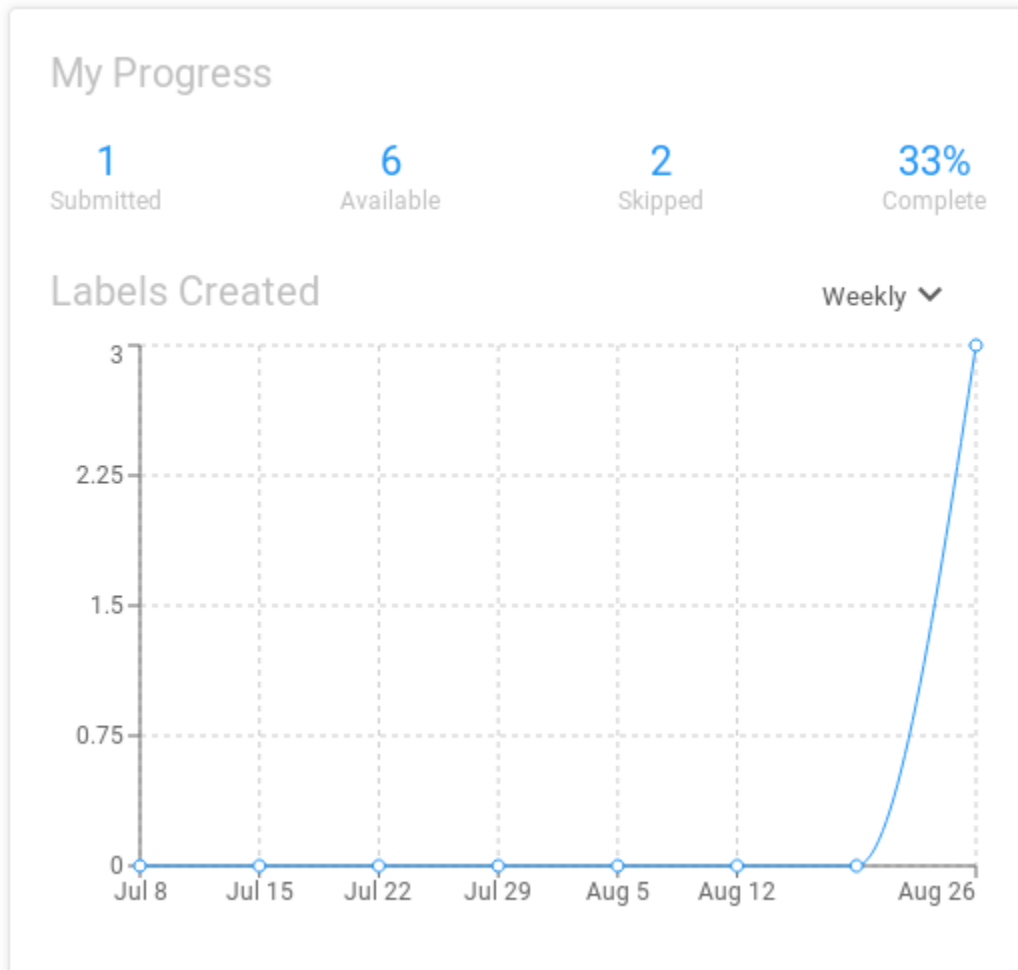 My Progress
1 6 2 33%
Submitted Available Skipped Complete
Labels Created Weekly
3
2.25
1.5
0.75
0
Jul 8 Jul 15 Jul 22 Jul 29 Aug 5 Aug 12 Aug 26